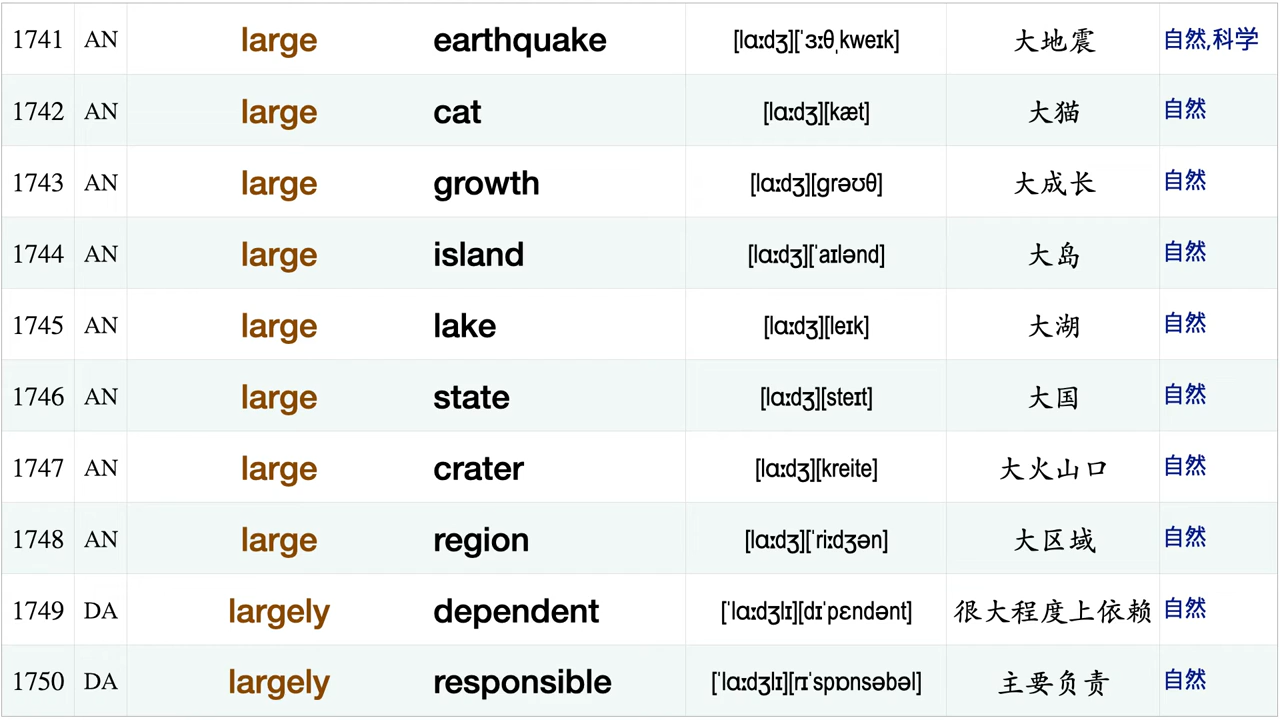 1741 AN large earthquake [lɑːdʒ][ˈɜːθˌkweɪk] 大地震 自然,科学
1742 AN large cat [lɑːdʒ][kæt] 大猫 自然
1743 AN large growth [lɑːdʒ][grəʊθ] 大成长 自然
1744 AN large island [lɑːdʒ][ˈaɪlənd] 大岛 自然
1745 AN large lake [lɑːdʒ][leɪk] 大湖 自然
1746 AN large state [lɑːdʒ][steɪt] 大国 自然
1747 AN large crater [lɑːdʒ][kreite] 大火山口 自然
1748 AN large region [lɑːdʒ][ˈriːdʒən] 大区域 自然
1749 DA largely dependent [ˈlɑːdʒlɪ][dɪˈpɛndənt] 很大程度上依赖 自然
1750 DA largely responsible [ˈlɑːdʒlɪ][rɪˈspɒnsəbəl] 主要负责 自然